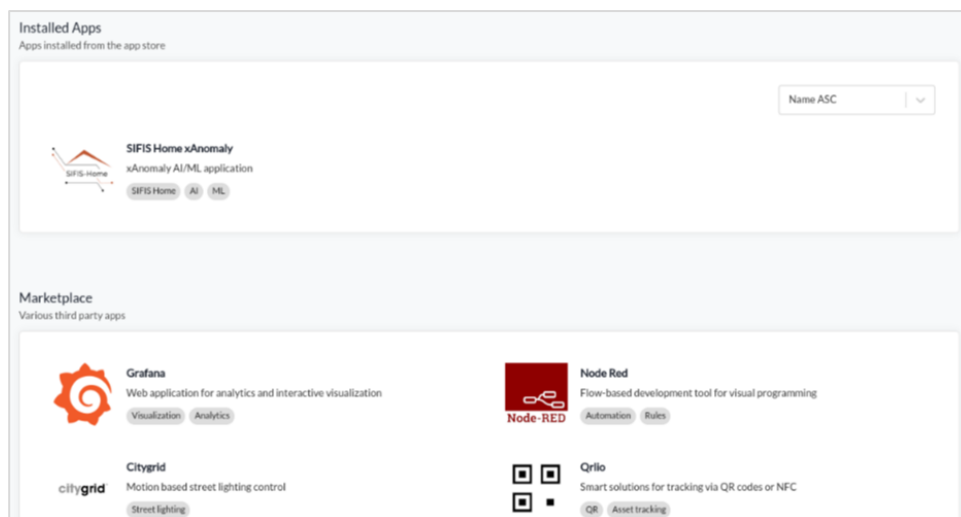 Installed Apps
Apps installed from the app store
Name ASC
SIFIS-Home
SIFIS Home xAnomaly
xAnomaly AI/ML application
SIFIS Home AI ML
Marketplace
Various third party apps
Grafana
Web application for analytics and interactive visualization
Visualization Analytics
Node-RED
Node Red
Flow-based development tool for visual programming
Automation Rules
citygrid
Citygrid
Motion based street lighting control
Street lighting
Qrlio
Smart solutions for tracking via QR codes or NFC
QR Asset tracking